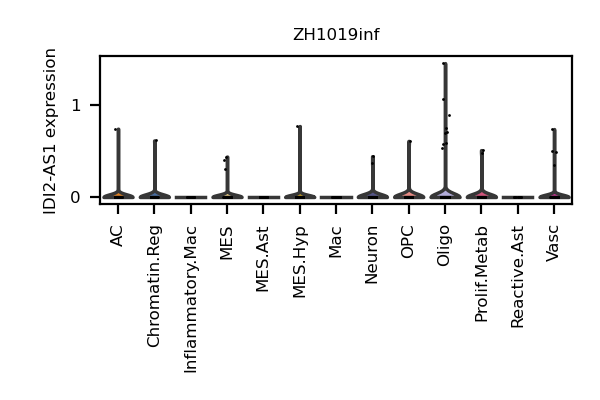 ZH1019inf
IDI2-AS1 expression
1
0
AC
Chromatin.Reg
Inflammatory.Mac
MES
MES.Ast
MES.Hyp
Mac
Neuron
OPC
Oligo
Prolif.Metab
Reactive.Ast
Vasc